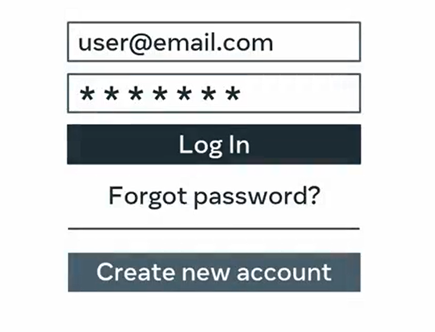 user@email.com
*******
Log In
Forgot password?
Create new account